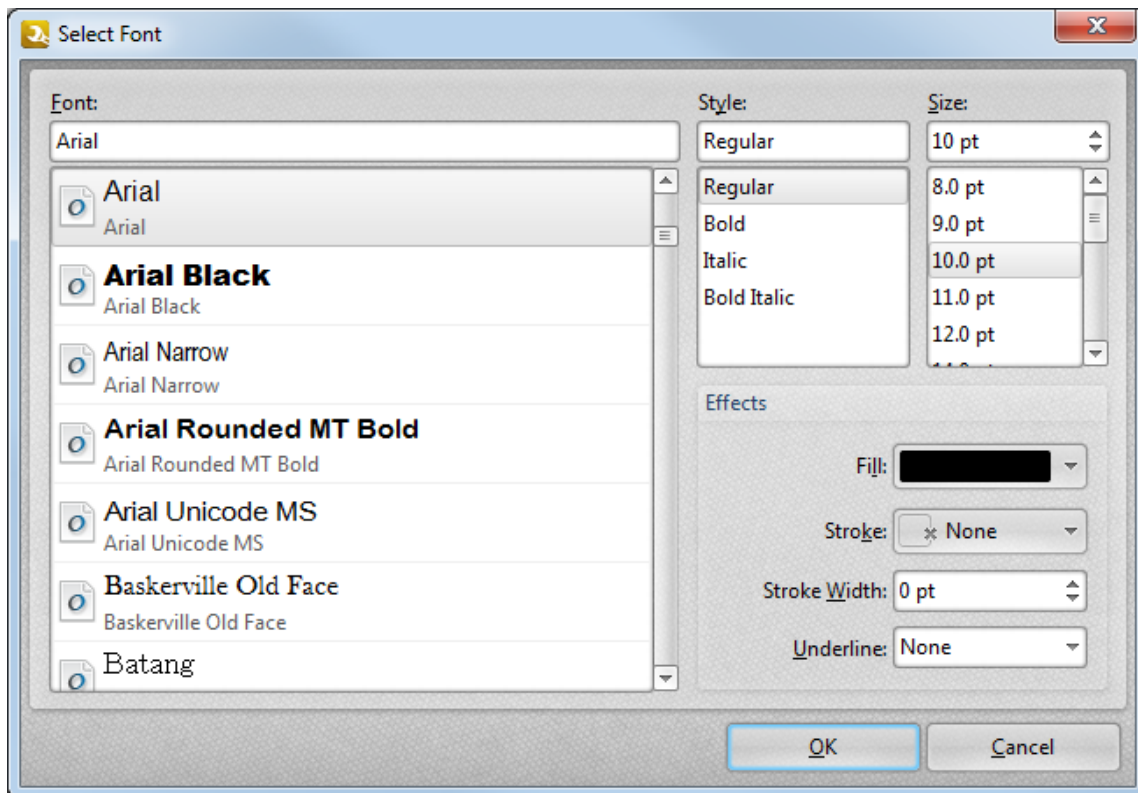 Select Font
Font:
Arial
Arial
Arial
Arial Black
Arial Black
Arial Narrow
Arial Narrow
Arial Rounded MT Bold
Arial Rounded MT Bold
Arial Unicode MS
Arial Unicode MS
Baskerville Old Face
Baskerville Old Face
Batang
Style:
Regular
Regular
Bold
Italic
Bold Italic
Size:
10 pt
8.0 pt
9.0 pt
10.0 pt
11.0 pt
12.0 pt
Effects
Fill:
Stroke: None
Stroke Width: 0 pt
Underline: None
OK
Cancel